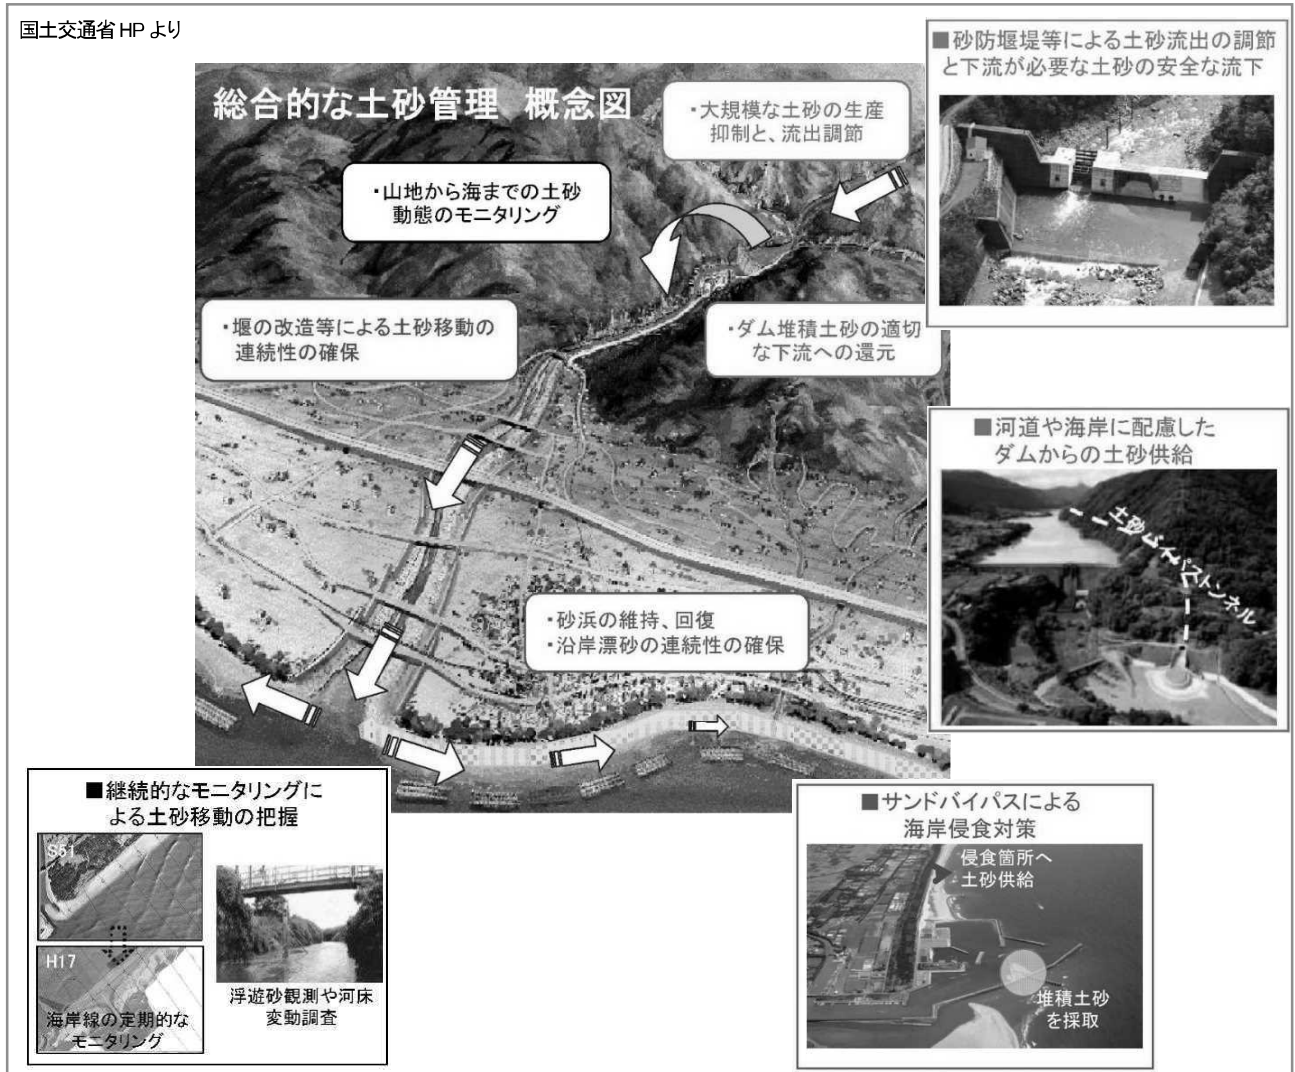 国土交通省 HP より
総合的な土砂管理 概念図
・大規模な土砂の生産
抑制と、流出調節
・山地から海までの土砂
動態のモニタリング
・堰の改造等による土砂移動の
連続性の確保
・ダム堆積土砂の適切
な下流への還元
・砂浜の維持、回復
・沿岸漂砂の連続性の確保
■砂防堰堤等による土砂流出の調節
と下流が必要な土砂の安全な流下
■河道や海岸に配慮した
ダムからの土砂供給
土砂バイパストンネル
■継続的なモニタリングに
よる土砂移動の把握
S51
H17
海岸線の定期的な
モニタリング
浮遊砂観測や河床
変動調査
■サンドバイパスによる
海岸侵食対策
侵食箇所へ
土砂供給
堆積土砂
を採取